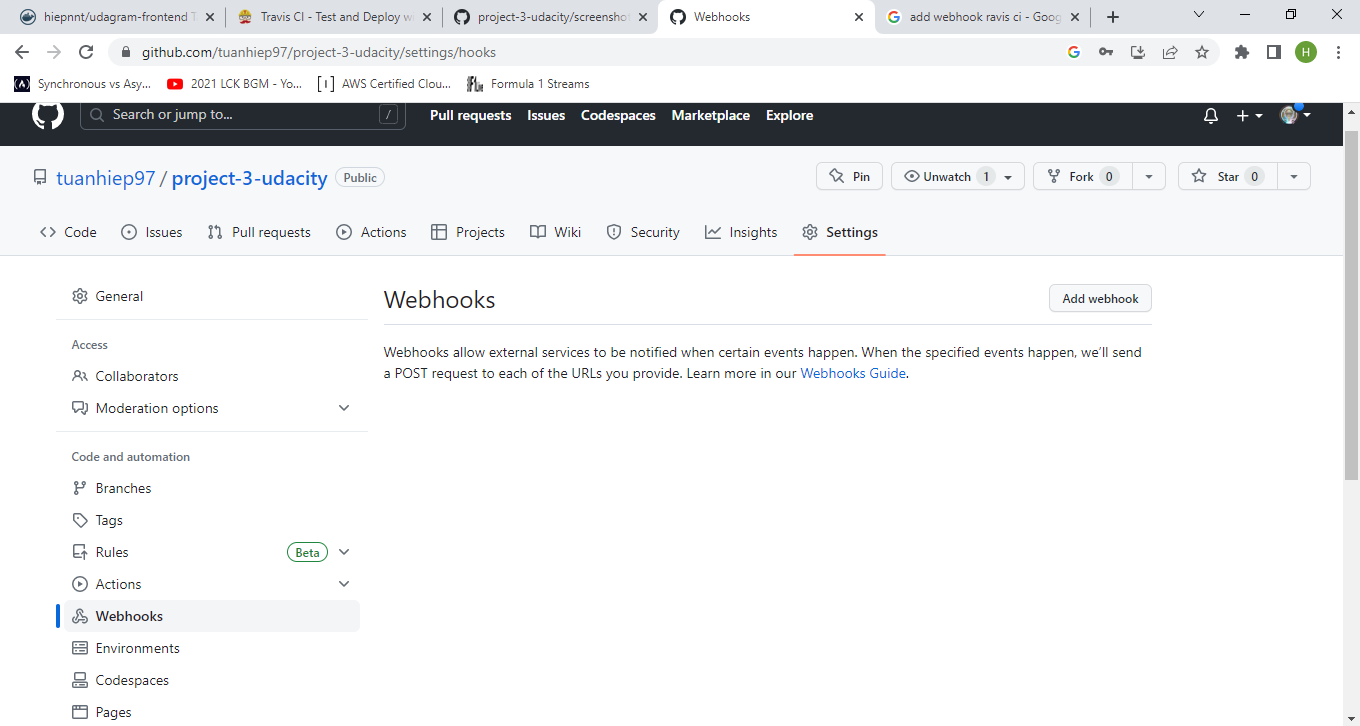 hiepnnt/udagram-frontend T
Travis CI - Test and Deploy wi
project-3-udacity/screenshot
Webhooks
add webhook ravis ci - Goog
github.com/tuanhiep97/project-3-udacity/settings/hooks
H
Synchronous vs Asy...
2021 LCK BGM - Yo...
AWS Certified Clou...
Formula 1 Streams
Search or jump to... /
Pull requests Issues Codespaces Marketplace Explore
tuanhiep97 / project-3-udacity Public
Pin
Unwatch 1
Fork 0
Star 0
Code Issues Pull requests Actions Projects Wiki Security Insights Settings
General
Access
Collaborators
Moderation options
Code and automation
Branches
Tags
Rules Beta
Actions
Webhooks
Environments
Codespaces
Pages
Webhooks
Add webhook
Webhooks allow external services to be notified when certain events happen. When the specified events happen, we’ll send
a POST request to each of the URLs you provide. Learn more in our Webhooks Guide.